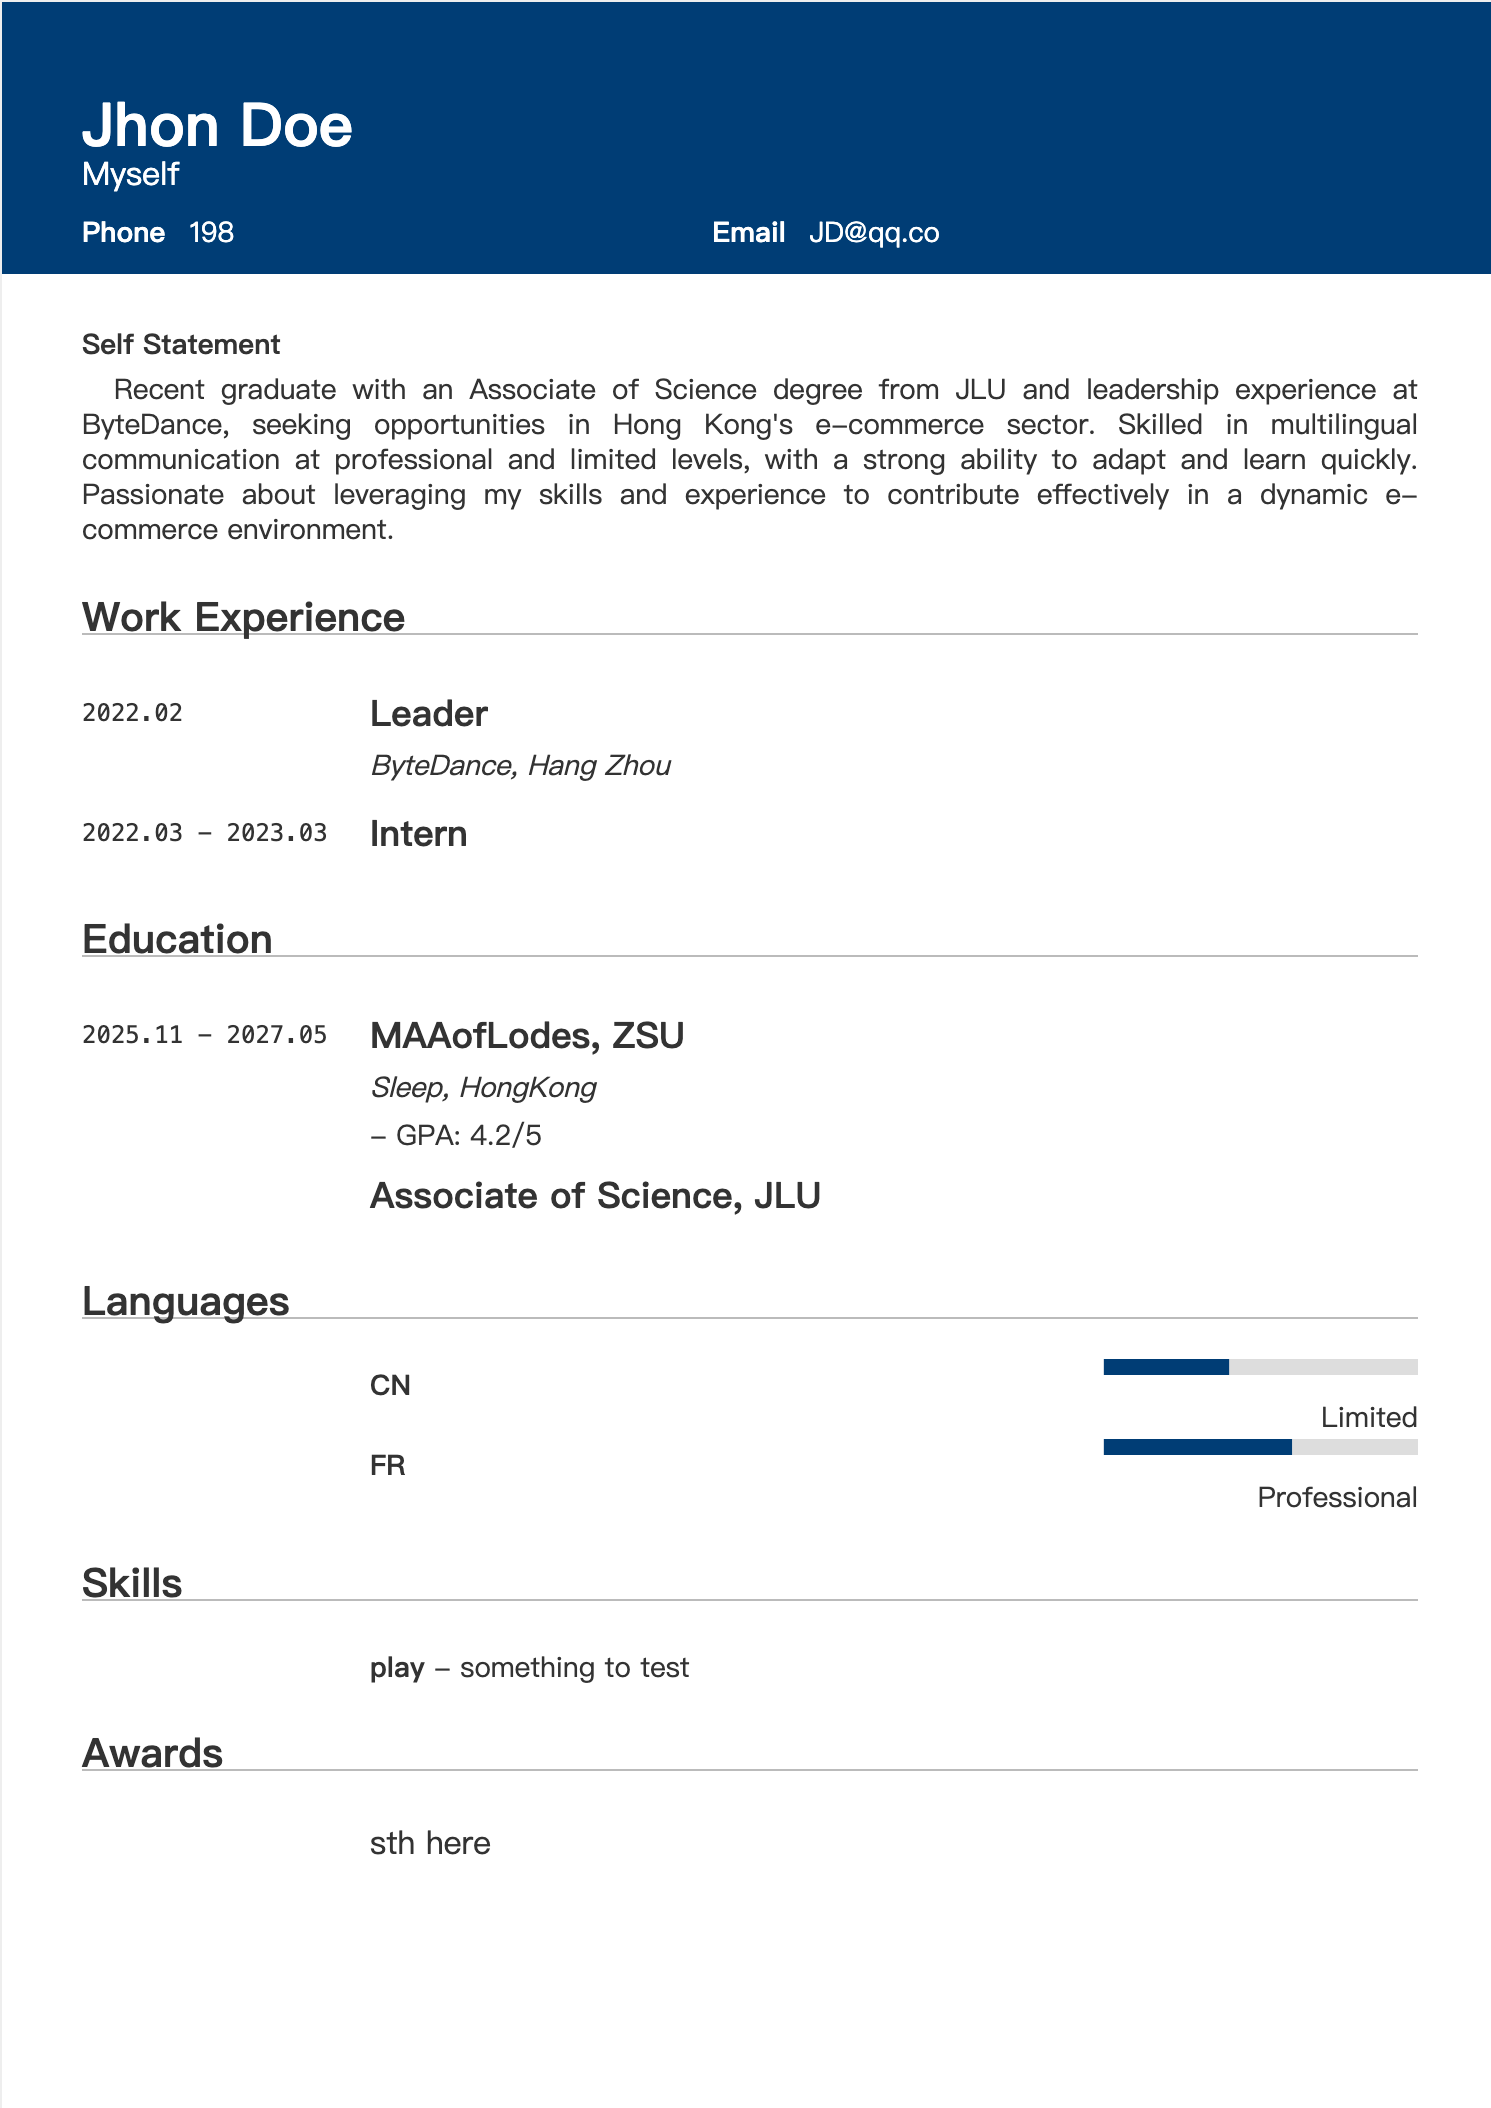 Jhon Doe
Myself
Phone 198
Email JD@qq.co
Self Statement
Recent graduate with an Associate of Science degree from JLU and leadership experience at
ByteDance, seeking opportunities in Hong Kong's e-commerce sector. Skilled in multilingual
communication at professional and limited levels, with a strong ability to adapt and learn quickly.
Passionate about leveraging my skills and experience to contribute effectively in a dynamic e-
commerce environment.
Work Experience
2022.02 Leader
ByteDance, Hang Zhou
2022.03 - 2023.03 Intern
Education
2025.11 - 2027.05 MAAofLodes, ZSU
Sleep, HongKong
- GPA: 4.2/5
Associate of Science, JLU
Languages
CN
Limited
FR
Professional
Skills
play - something to test
Awards
sth here